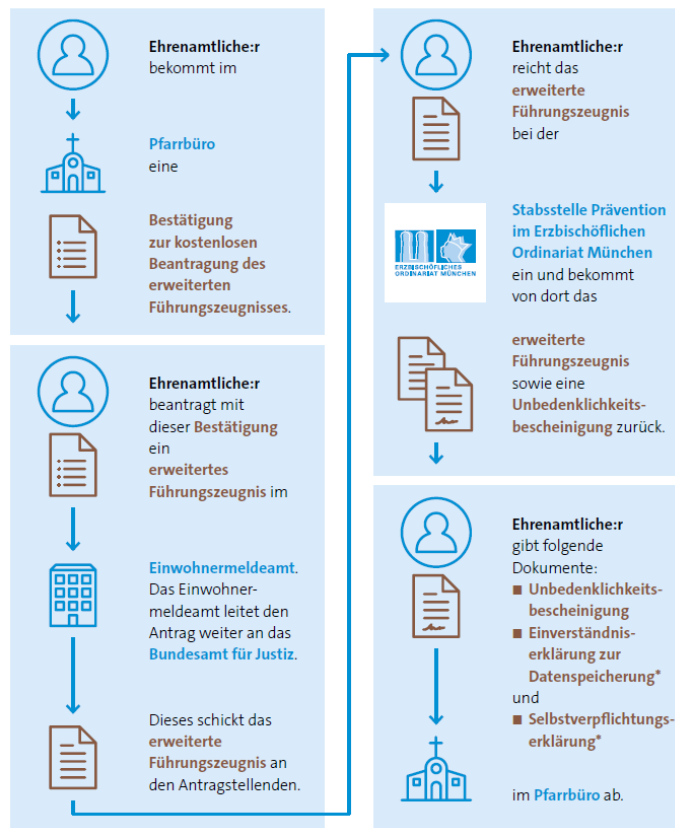 Ehrenamtliche:r
bekommt im
Pfarrbüro
eine
Bestätigung
zur kostenlosen
Beantragung des
erweiterten
Führungszeugnisses.
Ehrenamtliche:r
beantragt mit
dieser Bestätigung
ein
erweitertes
Führungszeugnis im
Einwohnermeldeamt.
Das Einwohner-
meldeamt leitet den
Antrag weiter an das
Bundesamt für Justiz.
Dieses schickt das
erweiterte
Führungszeugnis an
den Antragstellenden.
Ehrenamtliche:r
reicht das
erweiterte
Führungszeugnis
bei der
ERZBISCHÖFLICHES
ORDINARIAT MÜNCHEN
Stabsstelle Prävention
im Erzbischöflichen
Ordinariat München
ein und bekommt
von dort das
erweiterte
Führungszeugnis
sowie eine
Unbedenklichkeits-
bescheinigung zurück.
Ehrenamtliche:r
gibt folgende
Dokumente:
■ Unbedenklichkeits-
bescheinigung
■ Einverständnis-
erklärung zur
Datenspeicherung*
und
■ Selbstverpflichtungs-
erklärung*
im Pfarrbüro ab.